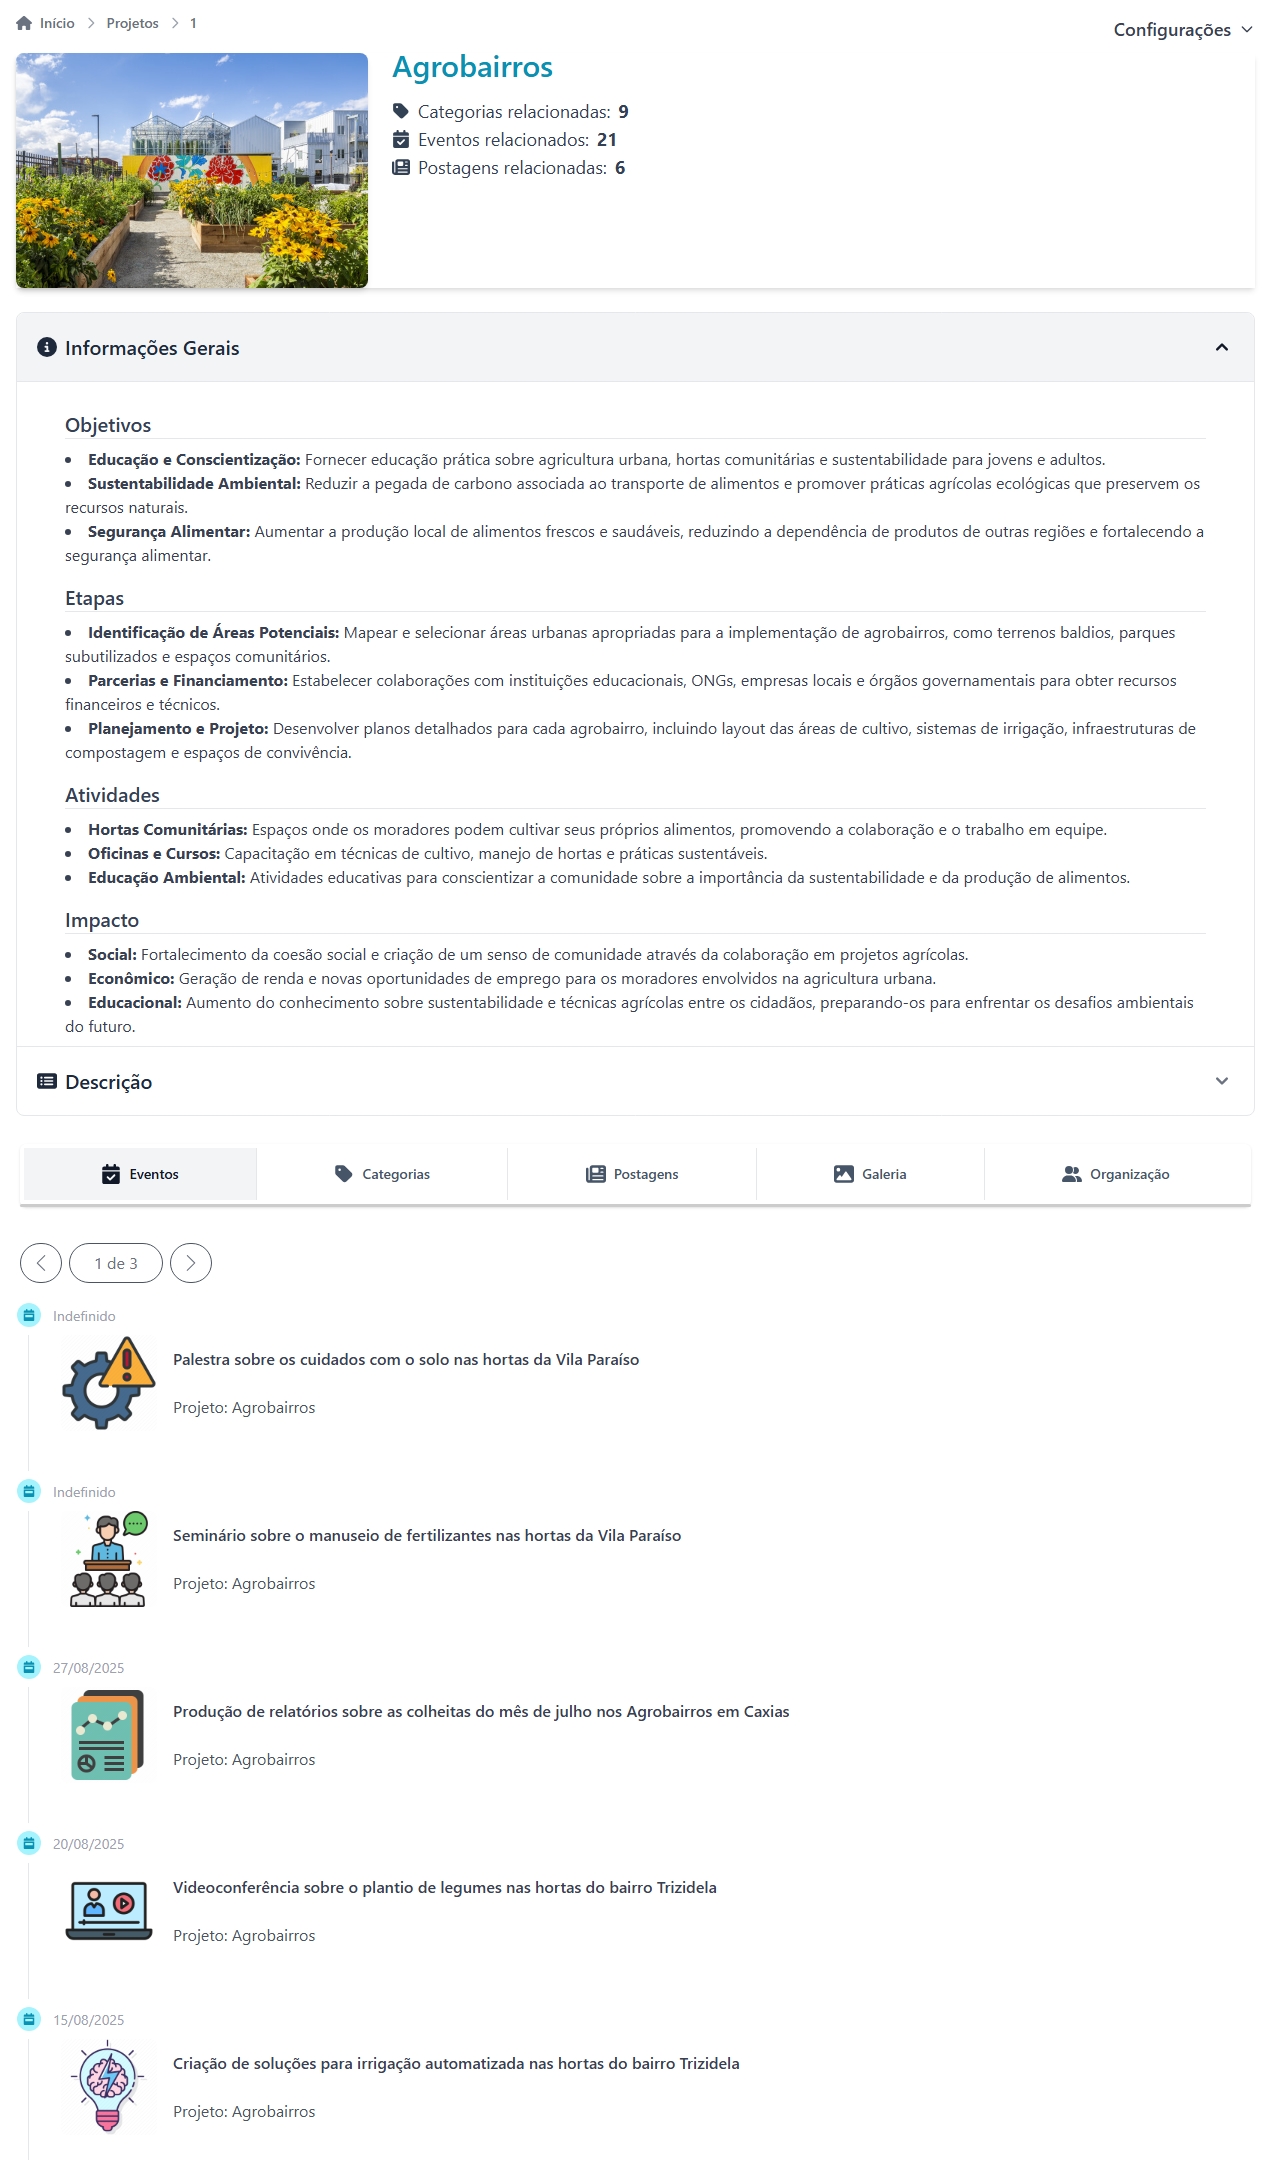 Início
Projetos
1
Configurações
Agrobairros
Categorias relacionadas: 9
Eventos relacionados: 21
Postagens relacionadas: 6
Informações Gerais
Objetivos
• Educação e Conscientização: Fornecer educação prática sobre agricultura urbana, hortas comunitárias e sustentabilidade para jovens e adultos.
• Sustentabilidade Ambiental: Reduzir a pegada de carbono associada ao transporte de alimentos e promover práticas agrícolas ecológicas que preservem os
recursos naturais.
• Segurança Alimentar: Aumentar a produção local de alimentos frescos e saudáveis, reduzindo a dependência de produtos de outras regiões e fortalecendo a
segurança alimentar.
Etapas
• Identificação de Áreas Potenciais: Mapear e selecionar áreas urbanas apropriadas para a implementação de agrobairros, como terrenos baldios, parques
subutilizados e espaços comunitários.
• Parcerias e Financiamento: Estabelecer colaborações com instituições educacionais, ONGs, empresas locais e órgãos governamentais para obter recursos
financeiros e técnicos.
• Planejamento e Projeto: Desenvolver planos detalhados para cada agrobairro, incluindo layout das áreas de cultivo, sistemas de irrigação, infraestruturas de
compostagem e espaços de convivência.
Atividades
• Hortas Comunitárias: Espaços onde os moradores podem cultivar seus próprios alimentos, promovendo a colaboração e o trabalho em equipe.
• Oficinas e Cursos: Capacitação em técnicas de cultivo, manejo de hortas e práticas sustentáveis.
• Educação Ambiental: Atividades educativas para conscientizar a comunidade sobre a importância da sustentabilidade e da produção de alimentos.
Impacto
• Social: Fortalecimento da coesão social e criação de um senso de comunidade através da colaboração em projetos agrícolas.
• Econômico: Geração de renda e novas oportunidades de emprego para os moradores envolvidos na agricultura urbana.
• Educacional: Aumento do conhecimento sobre sustentabilidade e técnicas agrícolas entre os cidadãos, preparando-os para enfrentar os desafios ambientais
do futuro.
Descrição
Eventos
Categorias
Postagens
Galeria
Organização
1 de 3
Indefinido
Palestra sobre os cuidados com o solo nas hortas da Vila Paraíso
Projeto: Agrobairros
Indefinido
Seminário sobre o manuseio de fertilizantes nas hortas da Vila Paraíso
Projeto: Agrobairros
27/08/2025
Produção de relatórios sobre as colheitas do mês de julho nos Agrobairros em Caxias
Projeto: Agrobairros
20/08/2025
Videoconferência sobre o plantio de legumes nas hortas do bairro Trizidela
Projeto: Agrobairros
15/08/2025
Criação de soluções para irrigação automatizada nas hortas do bairro Trizidela
Projeto: Agrobairros